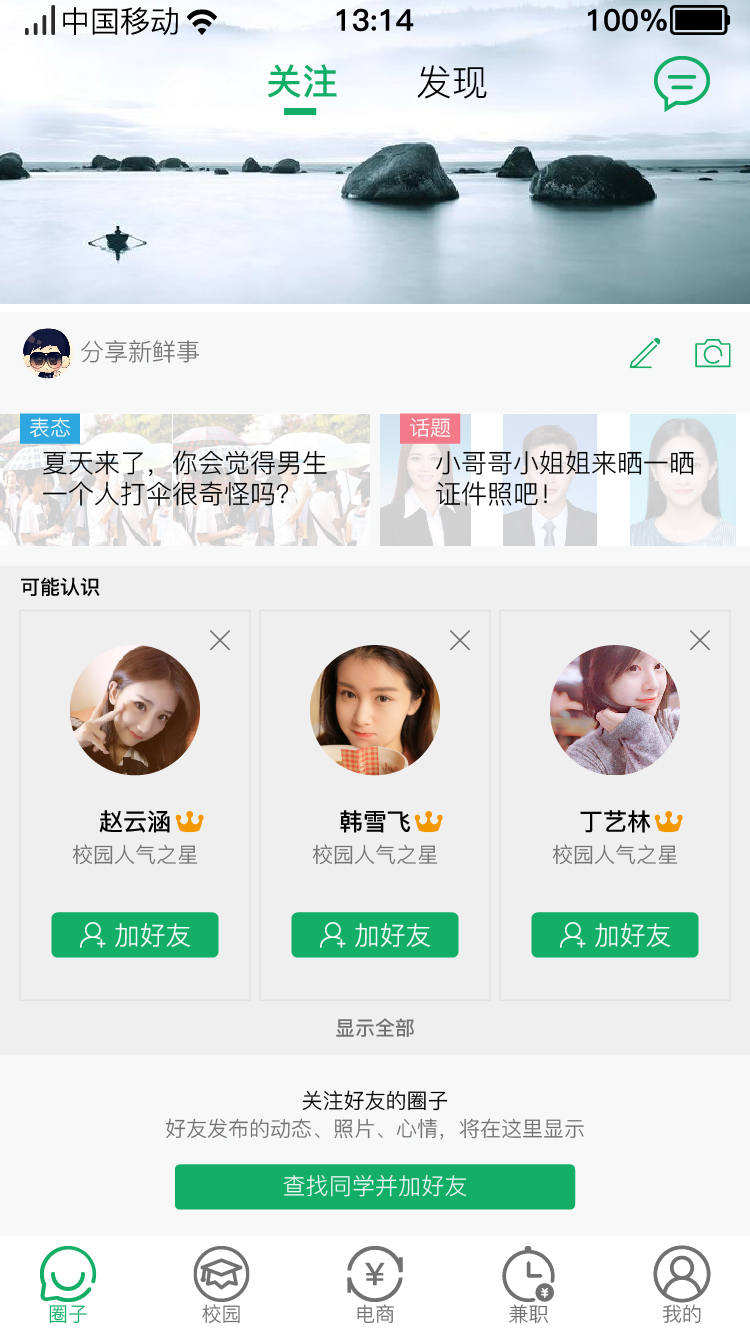 中国移动 13:14 100%
关注 发现
分享新鲜事
表态
夏天来了，你会觉得男生
一个人打伞很奇怪吗?
话题
小哥哥小姐姐来晒一晒
证件照吧!
可能认识
赵云涵 韩雪飞 丁艺林
校园人气之星 校园人气之星 校园人气之星
加好友 加好友 加好友
显示全部
关注好友的圈子
好友发布的动态、照片、心情，将在这里显示
查找同学并加好友
¥ ¥
圈子 校园 电商 兼职 我的